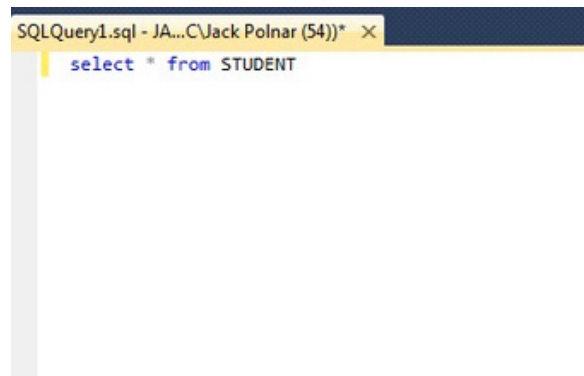 SQLQuery1.sql - JA...C\Jack Polnar (54))* ×
select * from STUDENT